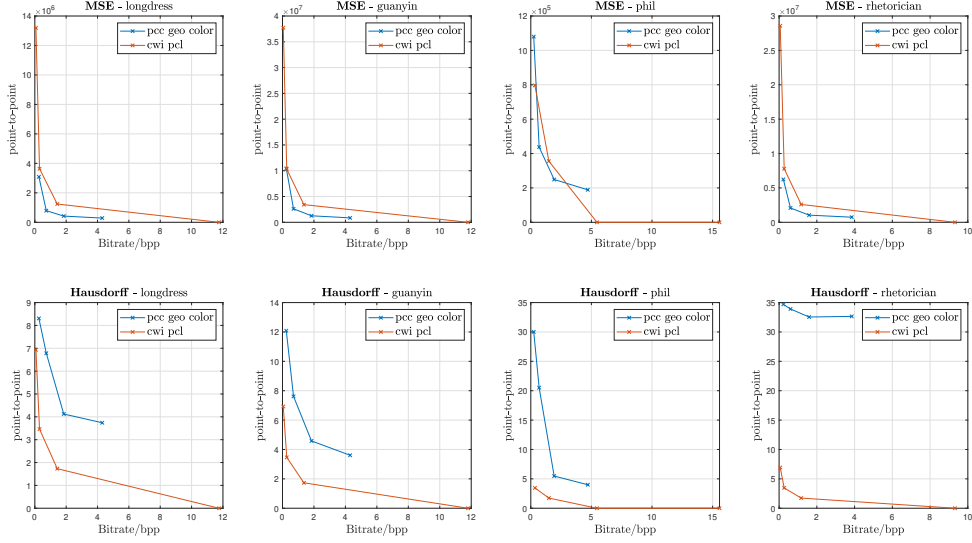 MSE - longdress
×10^6
14
12
10
8
6
4
2
0
point-to-point
pcc geo color
cwi pcl
0 2 4 6 8 10 12
Bitrate/bpp
MSE - guanyin
×10^7
4
3.5
3
2.5
2
1.5
1
0.5
0
point-to-point
pcc geo color
cwi pcl
0 2 4 6 8 10 12
Bitrate/bpp
MSE - phil
×10^5
12
10
8
6
4
2
0
point-to-point
pcc geo color
cwi pcl
0 5 10 15
Bitrate/bpp
MSE - rhetorician
×10^7
3
2.5
2
1.5
1
0.5
0
point-to-point
pcc geo color
cwi pcl
0 2 4 6 8 10
Bitrate/bpp
Hausdorff - longdress
9
8
7
6
5
4
3
2
1
0
point-to-point
pcc geo color
cwi pcl
0 2 4 6 8 10 12
Bitrate/bpp
Hausdorff - guanyin
14
12
10
8
6
4
2
0
point-to-point
pcc geo color
cwi pcl
0 2 4 6 8 10 12
Bitrate/bpp
Hausdorff - phil
35
30
25
20
15
10
5
0
point-to-point
pcc geo color
cwi pcl
0 5 10 15
Bitrate/bpp
Hausdorff - rhetorician
35
30
25
20
15
10
5
0
point-to-point
pcc geo color
cwi pcl
0 2 4 6 8 10
Bitrate/bpp